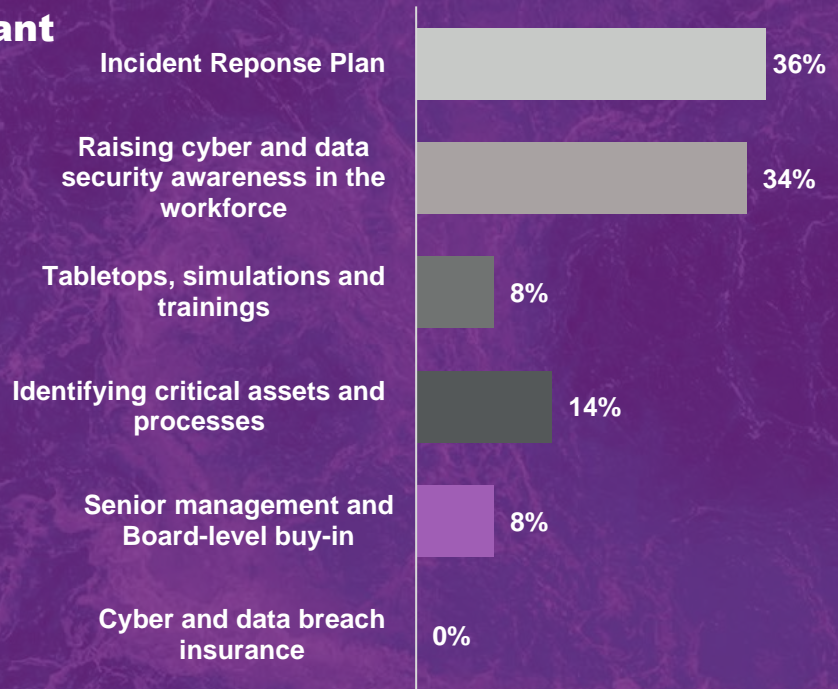 ant
Incident Reponse Plan
36%
Raising cyber and data
security awareness in the
workforce
34%
Tabletops, simulations and
trainings
8%
Identifying critical assets and
processes
14%
Senior management and
Board-level buy-in
8%
Cyber and data breach
insurance
0%